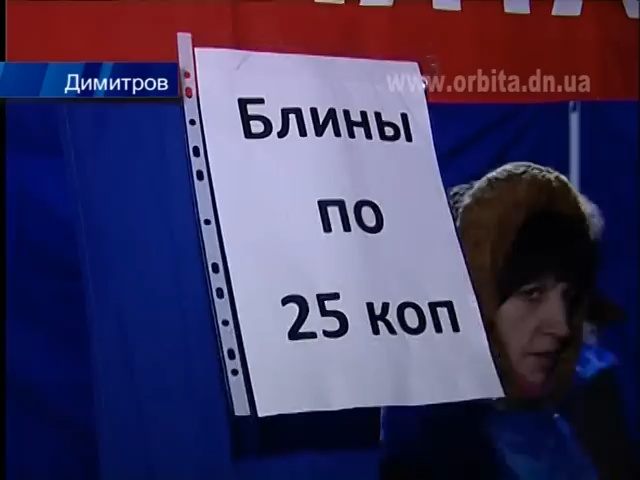 Димитров
www.orbita.dn.ua
Блины
по
25 коп